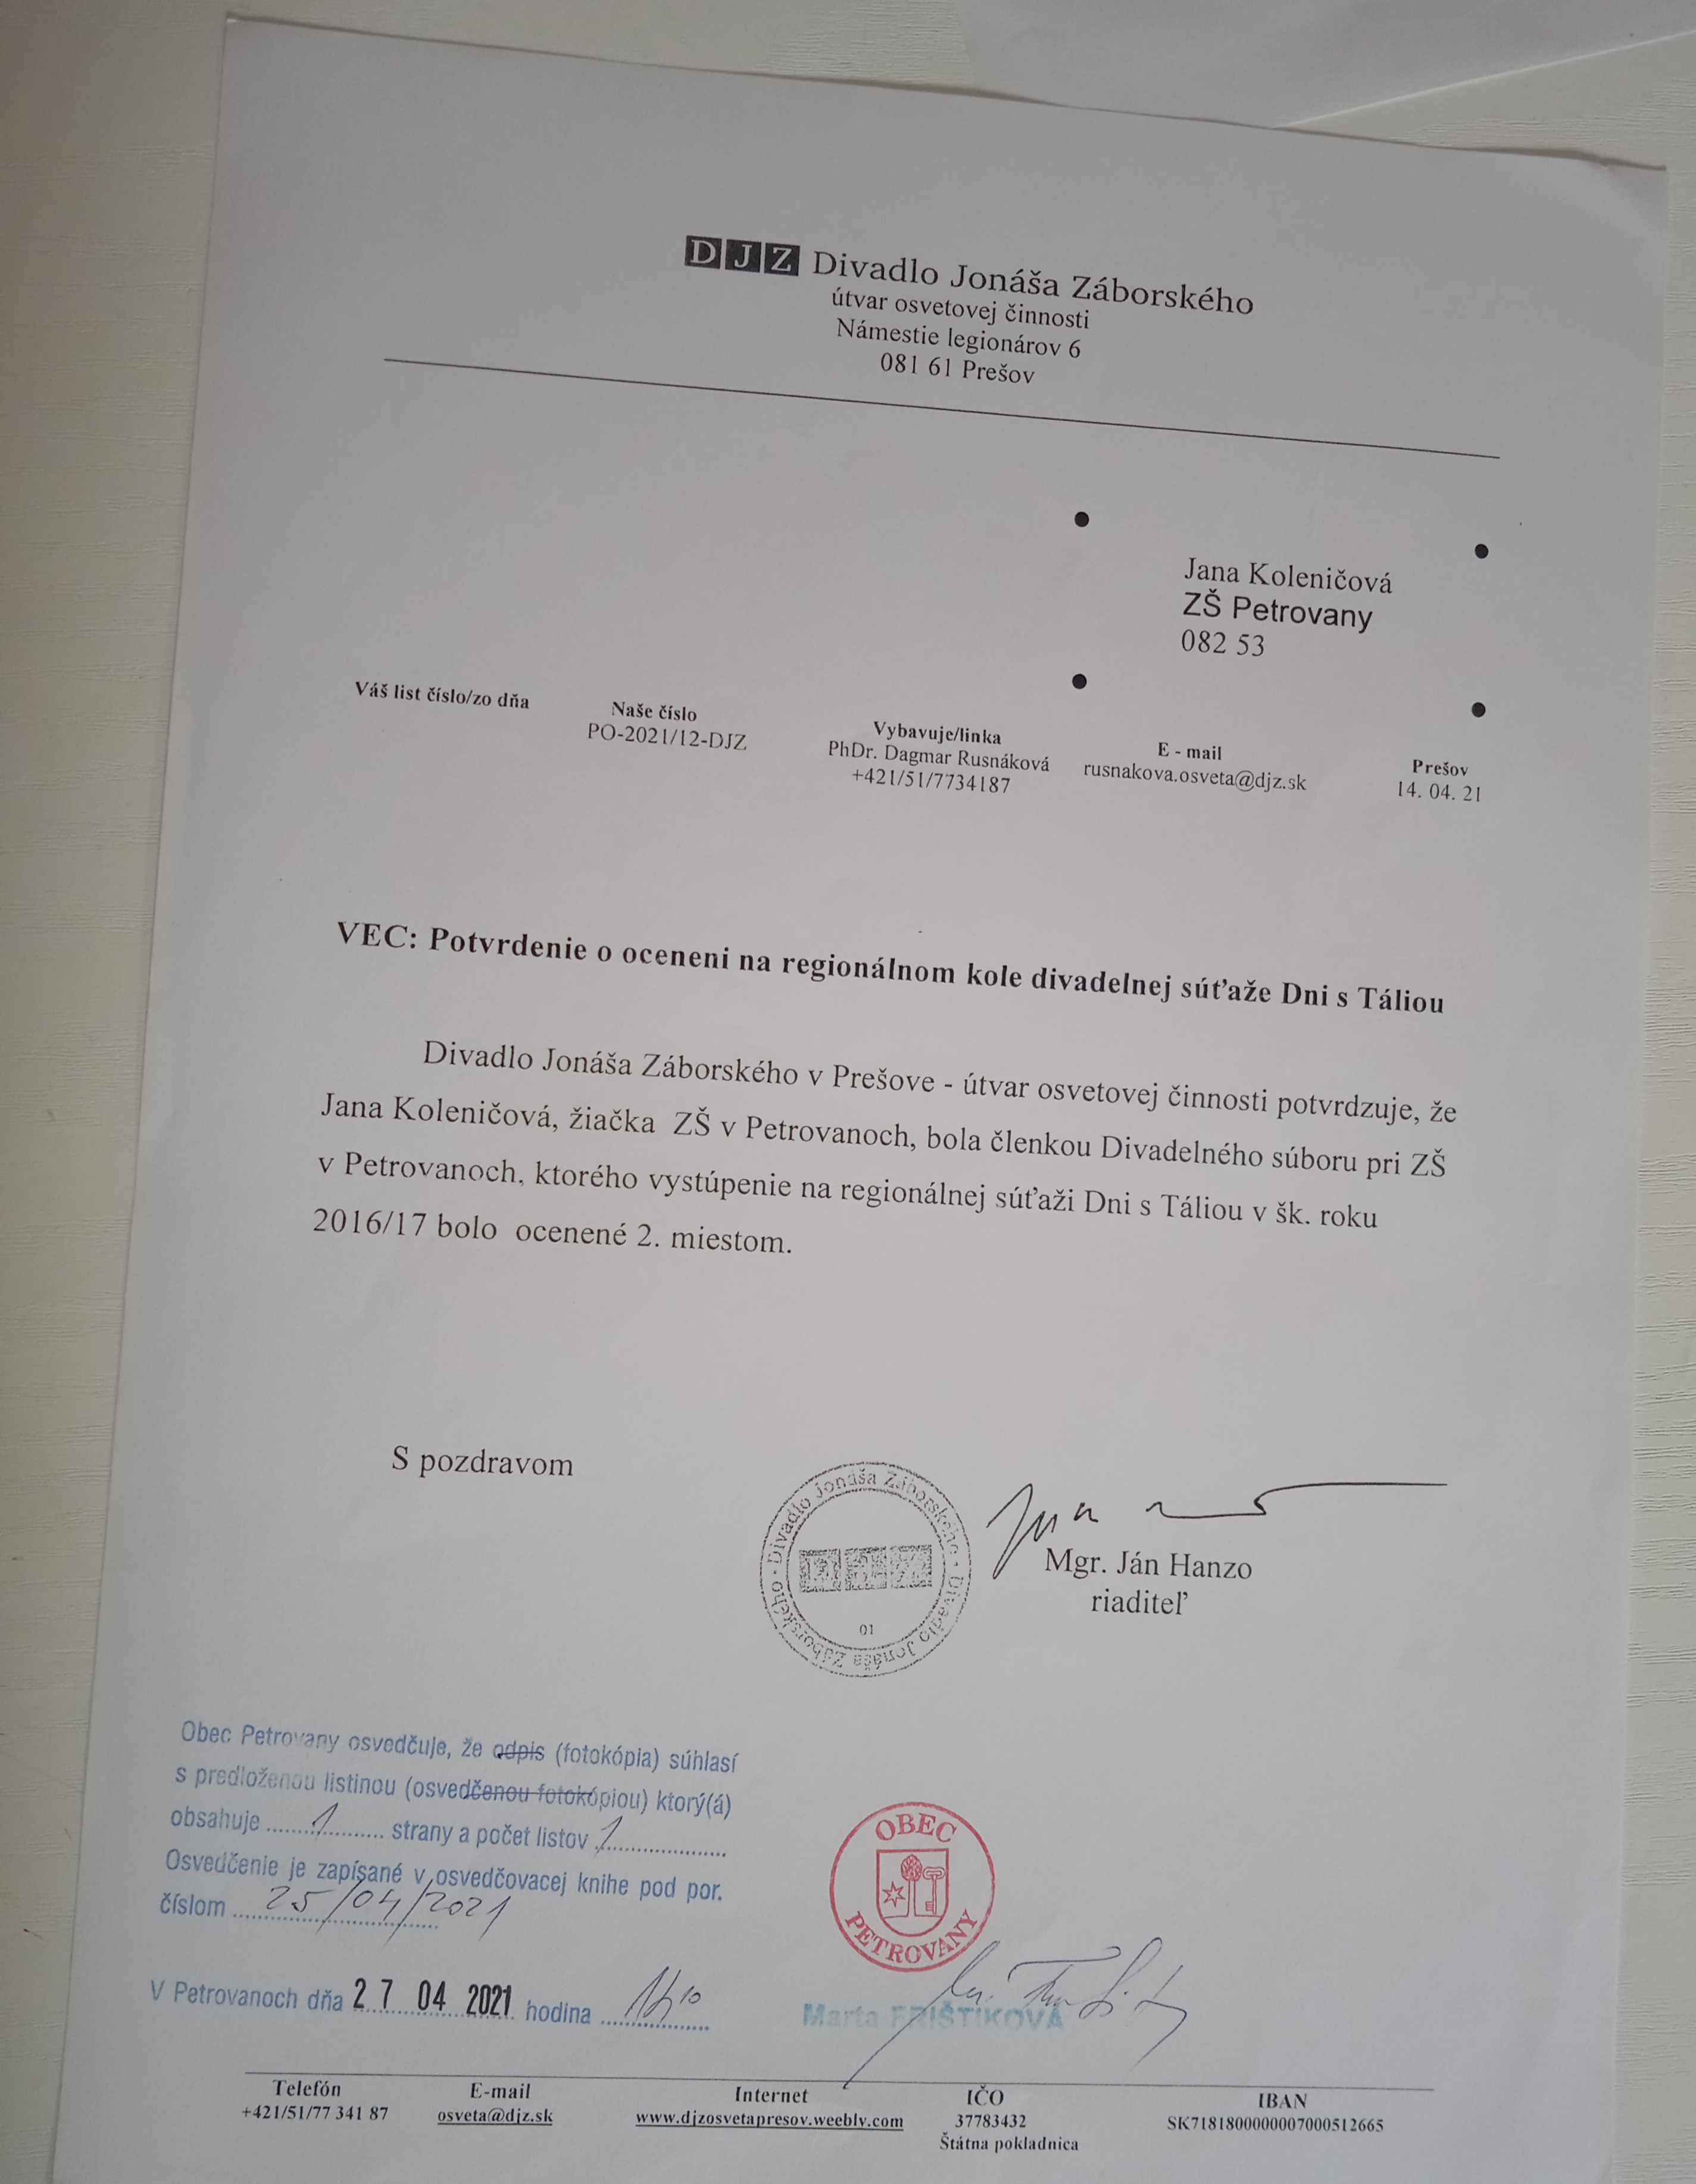 DJZ Divadlo Jonáša Záborského
útvar osvetovej činnosti
Námestie legionárov 6
081 61 Prešov
Jana Koleničová
ZŠ Petrovany
082 53
Váš list číslo/zo dňa
Naše číslo
PO-2021/12-DJZ
Vybavuje/linka
PhDr. Dagmar Rusnáková
+421/51/7734187
E - mail
rusnakova.osveta@djz.sk
Prešov
14. 04. 21
VEC: Potvrdenie o oceneni na regionálnom kole divadelnej súťaže Dni s Táliou
Divadlo Jonáša Záborského v Prešove - útvar osvetovej činnosti potvrdzuje, že
Jana Koleničová, žiačka ZŠ v Petrovanoch, bola členkou Divadelného súboru pri ZŠ
v Petrovanoch, ktorého vystúpenie na regionálnej súťaži Dni s Táliou v šk. roku
2016/17 bolo ocenené 2. miestom.
S pozdravom
Divadlo Jonáša Záborského · Divadlo Jonáša Záborského ·
DJZ
01
Mgr. Ján Hanzo
riaditeľ
Obec Petrovany osvedčuje, že odpis (fotokópia) súhlasí
s predloženou listinou (osvedčenou fotokópiou) ktorý(á)
obsahuje ......1...... strany a počet listov 1..................
Osvedčenie je zapísané v osvedčovacej knihe pod por.
číslom ....25/04/2021
OBEC
PETROVANY
V Petrovanoch dňa 27 04 2021 hodina
Marta FRIŠTIKOVÁ
Telefón
+421/51/77 341 87
E-mail
osveta@djz.sk
Internet
www.djzosvetapresov.weebly.com
IČO
37783432
Štátna pokladnica
IBAN
SK7181800000007000512665